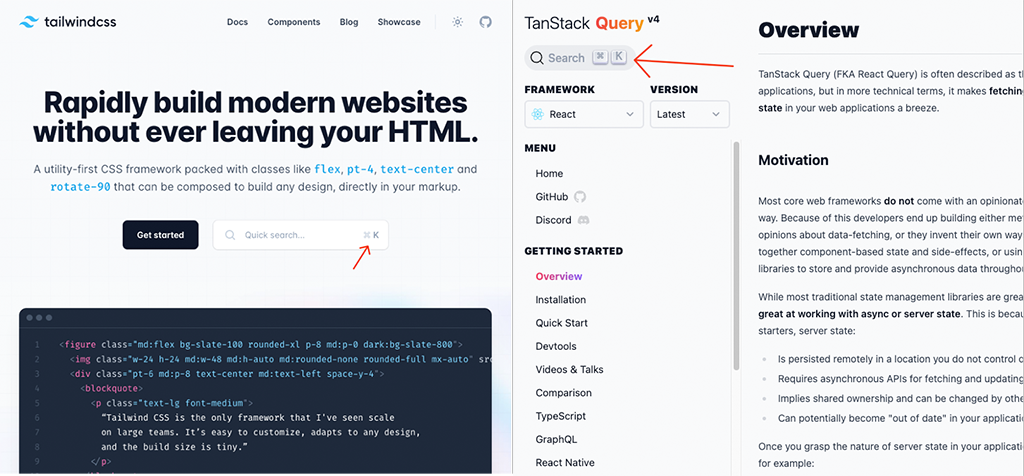 tailwindcss
Docs
Components
Blog
Showcase
Rapidly build modern websites
without ever leaving your HTML.
A utility-first CSS framework packed with classes like flex, pt-4, text-center and
rotate-90 that can be composed to build any design, directly in your markup.
Get started
Quick search...
⌘ K
1 <figure class="md:flex bg-slate-100 rounded-xl p-8 md:p-0 dark:bg-slate-800">
2 <img class="w-24 h-24 md:w-48 md:h-auto md:rounded-none rounded-full mx-auto" src
3 <div class="pt-6 md:p-8 text-center md:text-left space-y-4">
4 <blockquote>
5 <p class="text-lg font-medium">
6 “Tailwind CSS is the only framework that I've seen scale
7 on large teams. It’s easy to customize, adapts to any design,
8 and the build size is tiny.”
9 </p>
TanStack Query v4
Search ⌘ K
FRAMEWORK
VERSION
React
Latest
MENU
Home
GitHub
Discord
GETTING STARTED
Overview
Installation
Quick Start
Devtools
Videos & Talks
Comparison
TypeScript
GraphQL
React Native
Overview
TanStack Query (FKA React Query) is often described as
applications, but in more technical terms, it makes fetching
state in your web applications a breeze.
Motivation
Most core web frameworks do not come with an opinionat
way. Because of this developers end up building either me
opinions about data-fetching, or they invent their own way
together component-based state and side-effects, or usin
libraries to store and provide asynchronous data throughou
While most traditional state management libraries are grea
great at working with async or server state. This is becau
starters, server state:
Is persisted remotely in a location you do not control o
Requires asynchronous APIs for fetching and updating
Implies shared ownership and can be changed by othe
Can potentially become "out of date" in your applicatio
Once you grasp the nature of server state in your applicati
for example: